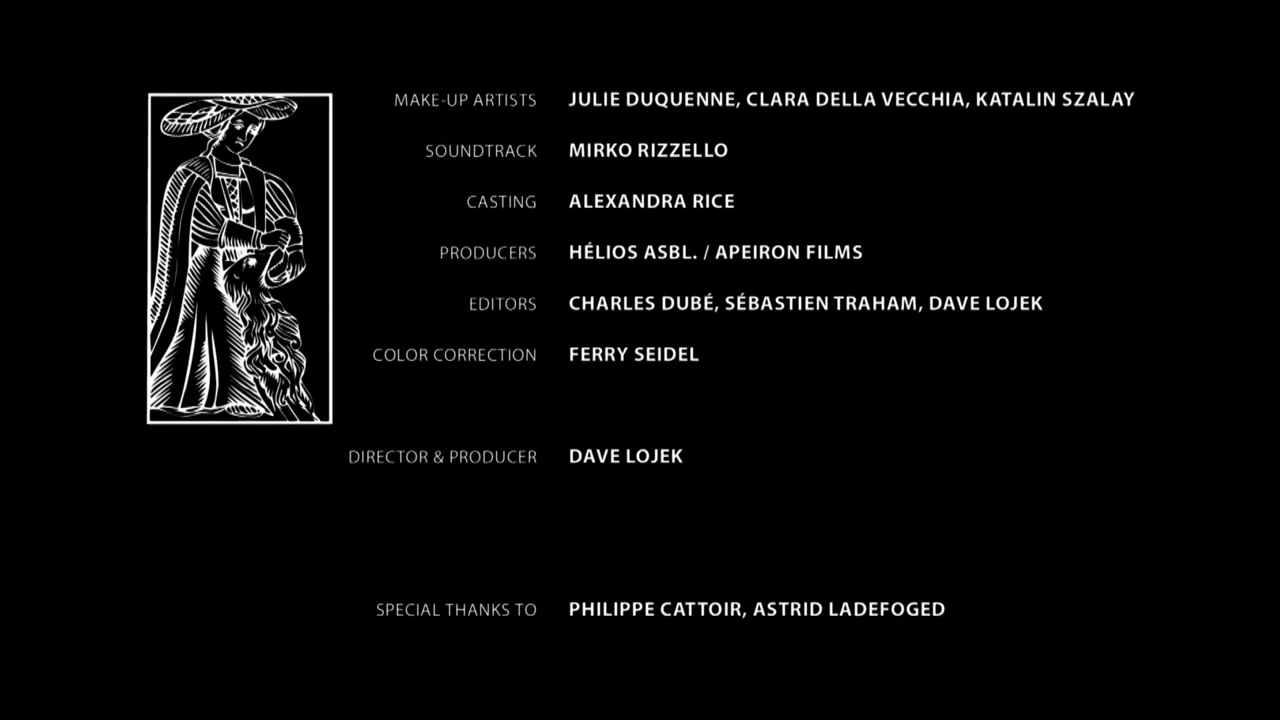 MAKE-UP ARTISTS JULIE DUQUENNE, CLARA DELLA VECCHIA, KATALIN SZALAY
SOUNDTRACK MIRKO RIZZELLO
CASTING ALEXANDRA RICE
PRODUCERS HÉLIOS ASBL. / APEIRON FILMS
EDITORS CHARLES DUBÉ, SÉBASTIEN TRAHAM, DAVE LOJEK
COLOR CORRECTION FERRY SEIDEL
DIRECTOR & PRODUCER DAVE LOJEK
SPECIAL THANKS TO PHILIPPE CATTOIR, ASTRID LADEFOGED